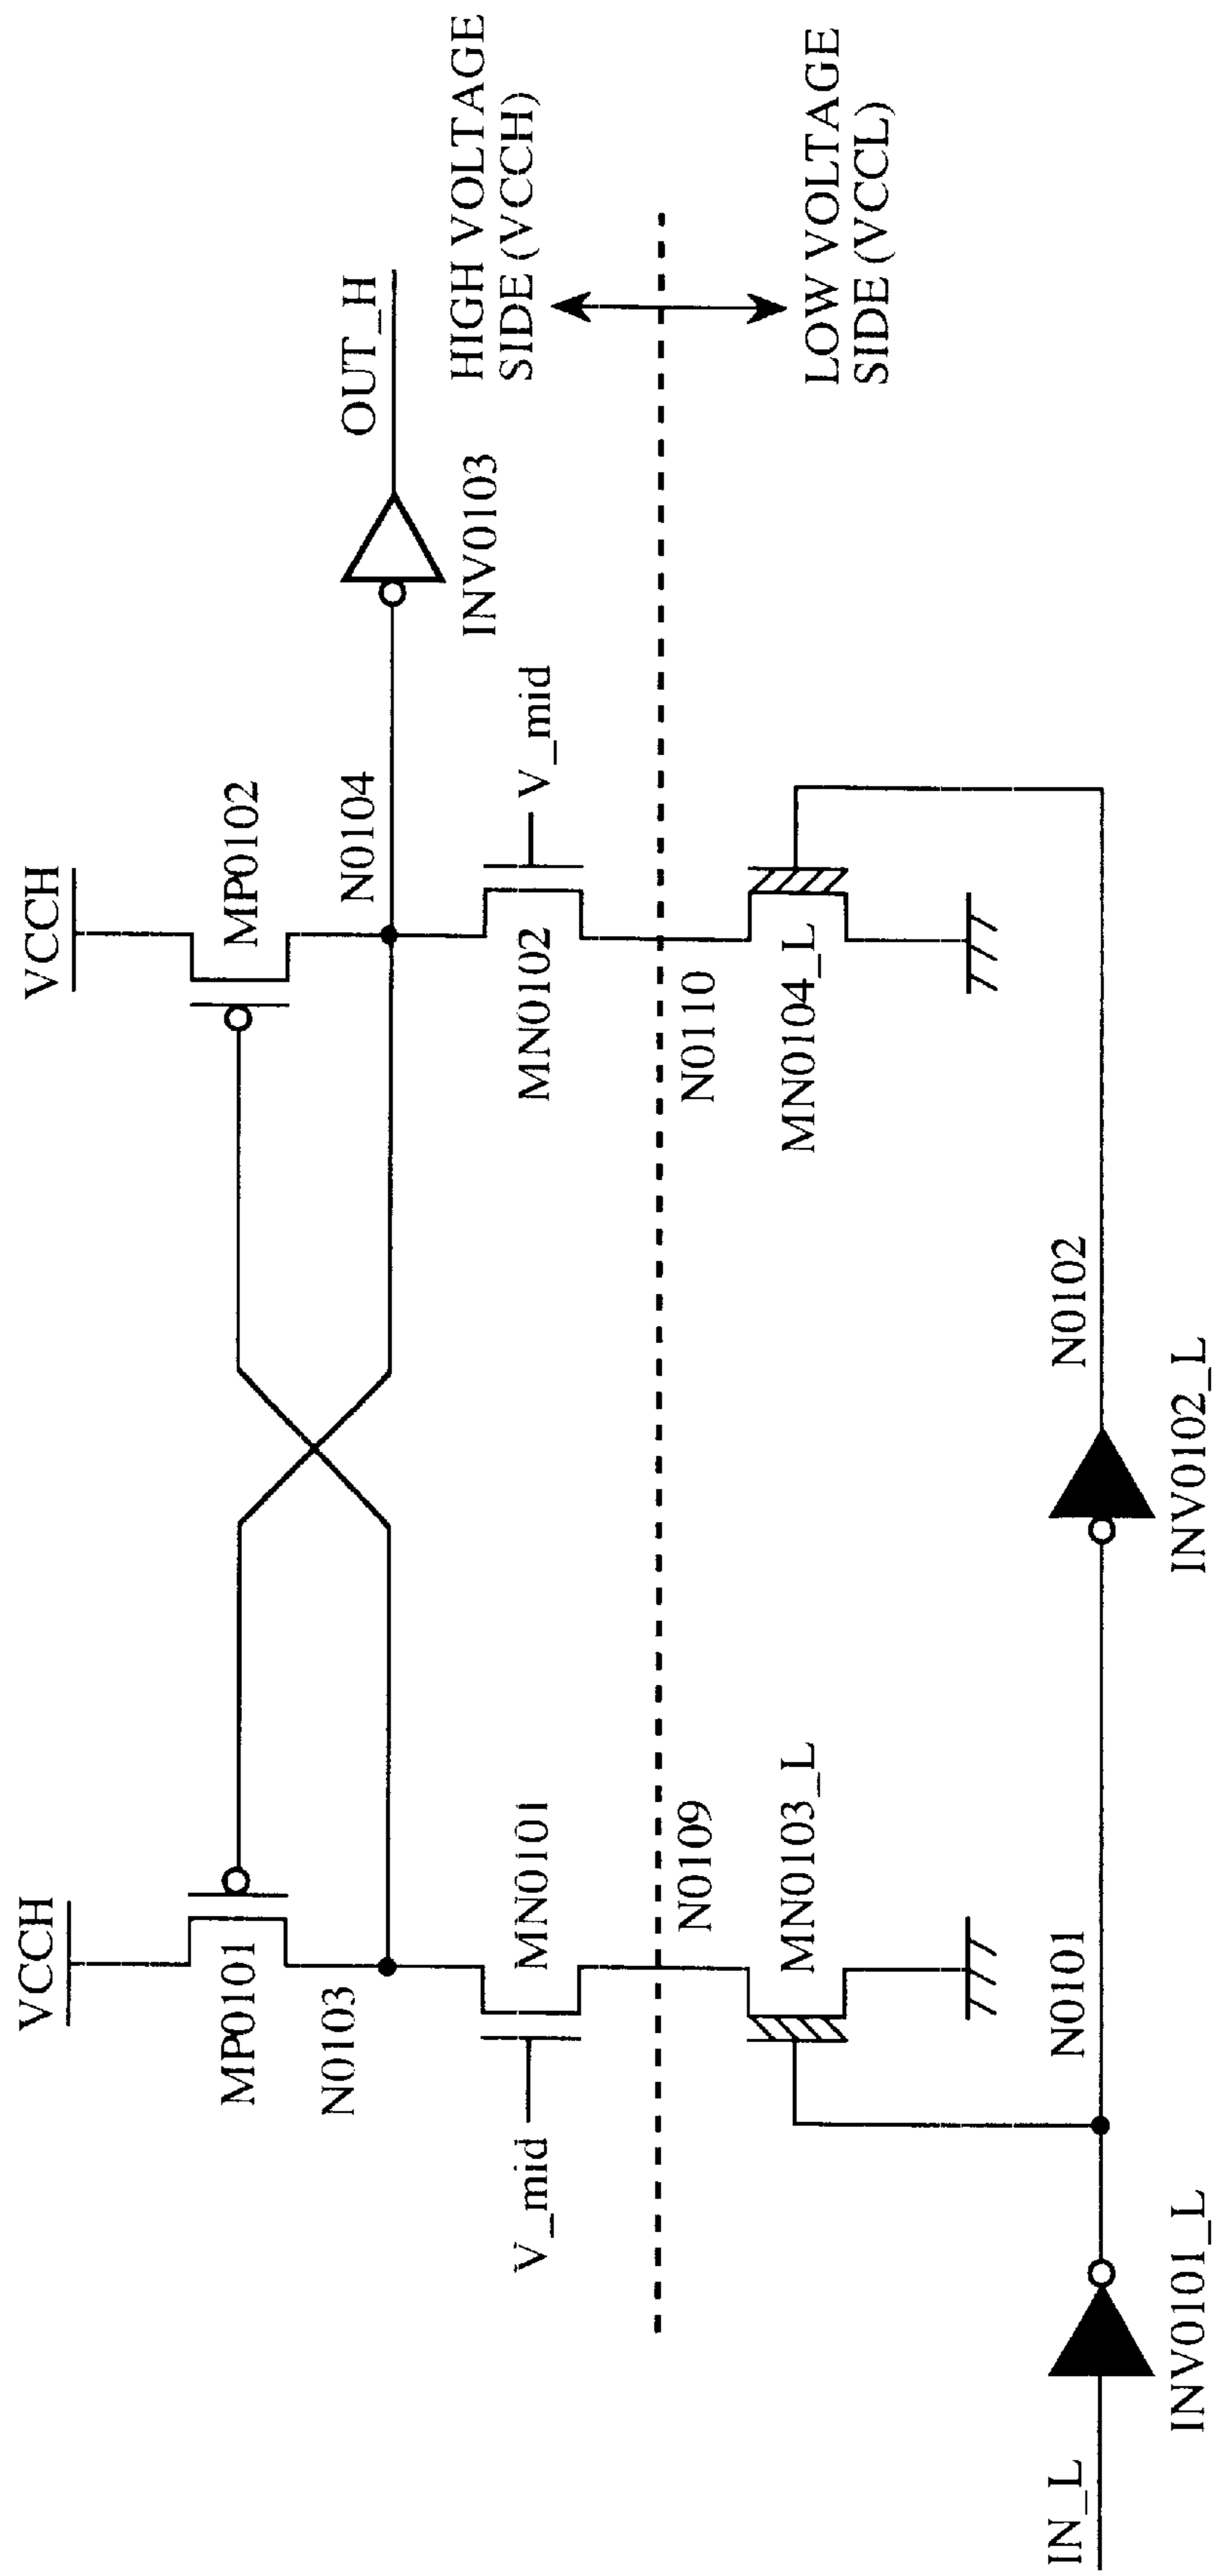 VCCH
VCCH
MP0101
MP0102
N0103
N0104
OUT_H
INV0103
V_mid
MN0101
MN0102
V_mid
HIGH VOLTAGE
SIDE (VCCH)
N0109
N0110
LOW VOLTAGE
SIDE (VCCL)
MN0103_L
MN0104_L
IN_L
INV0101_L
N0101
INV0102_L
N0102